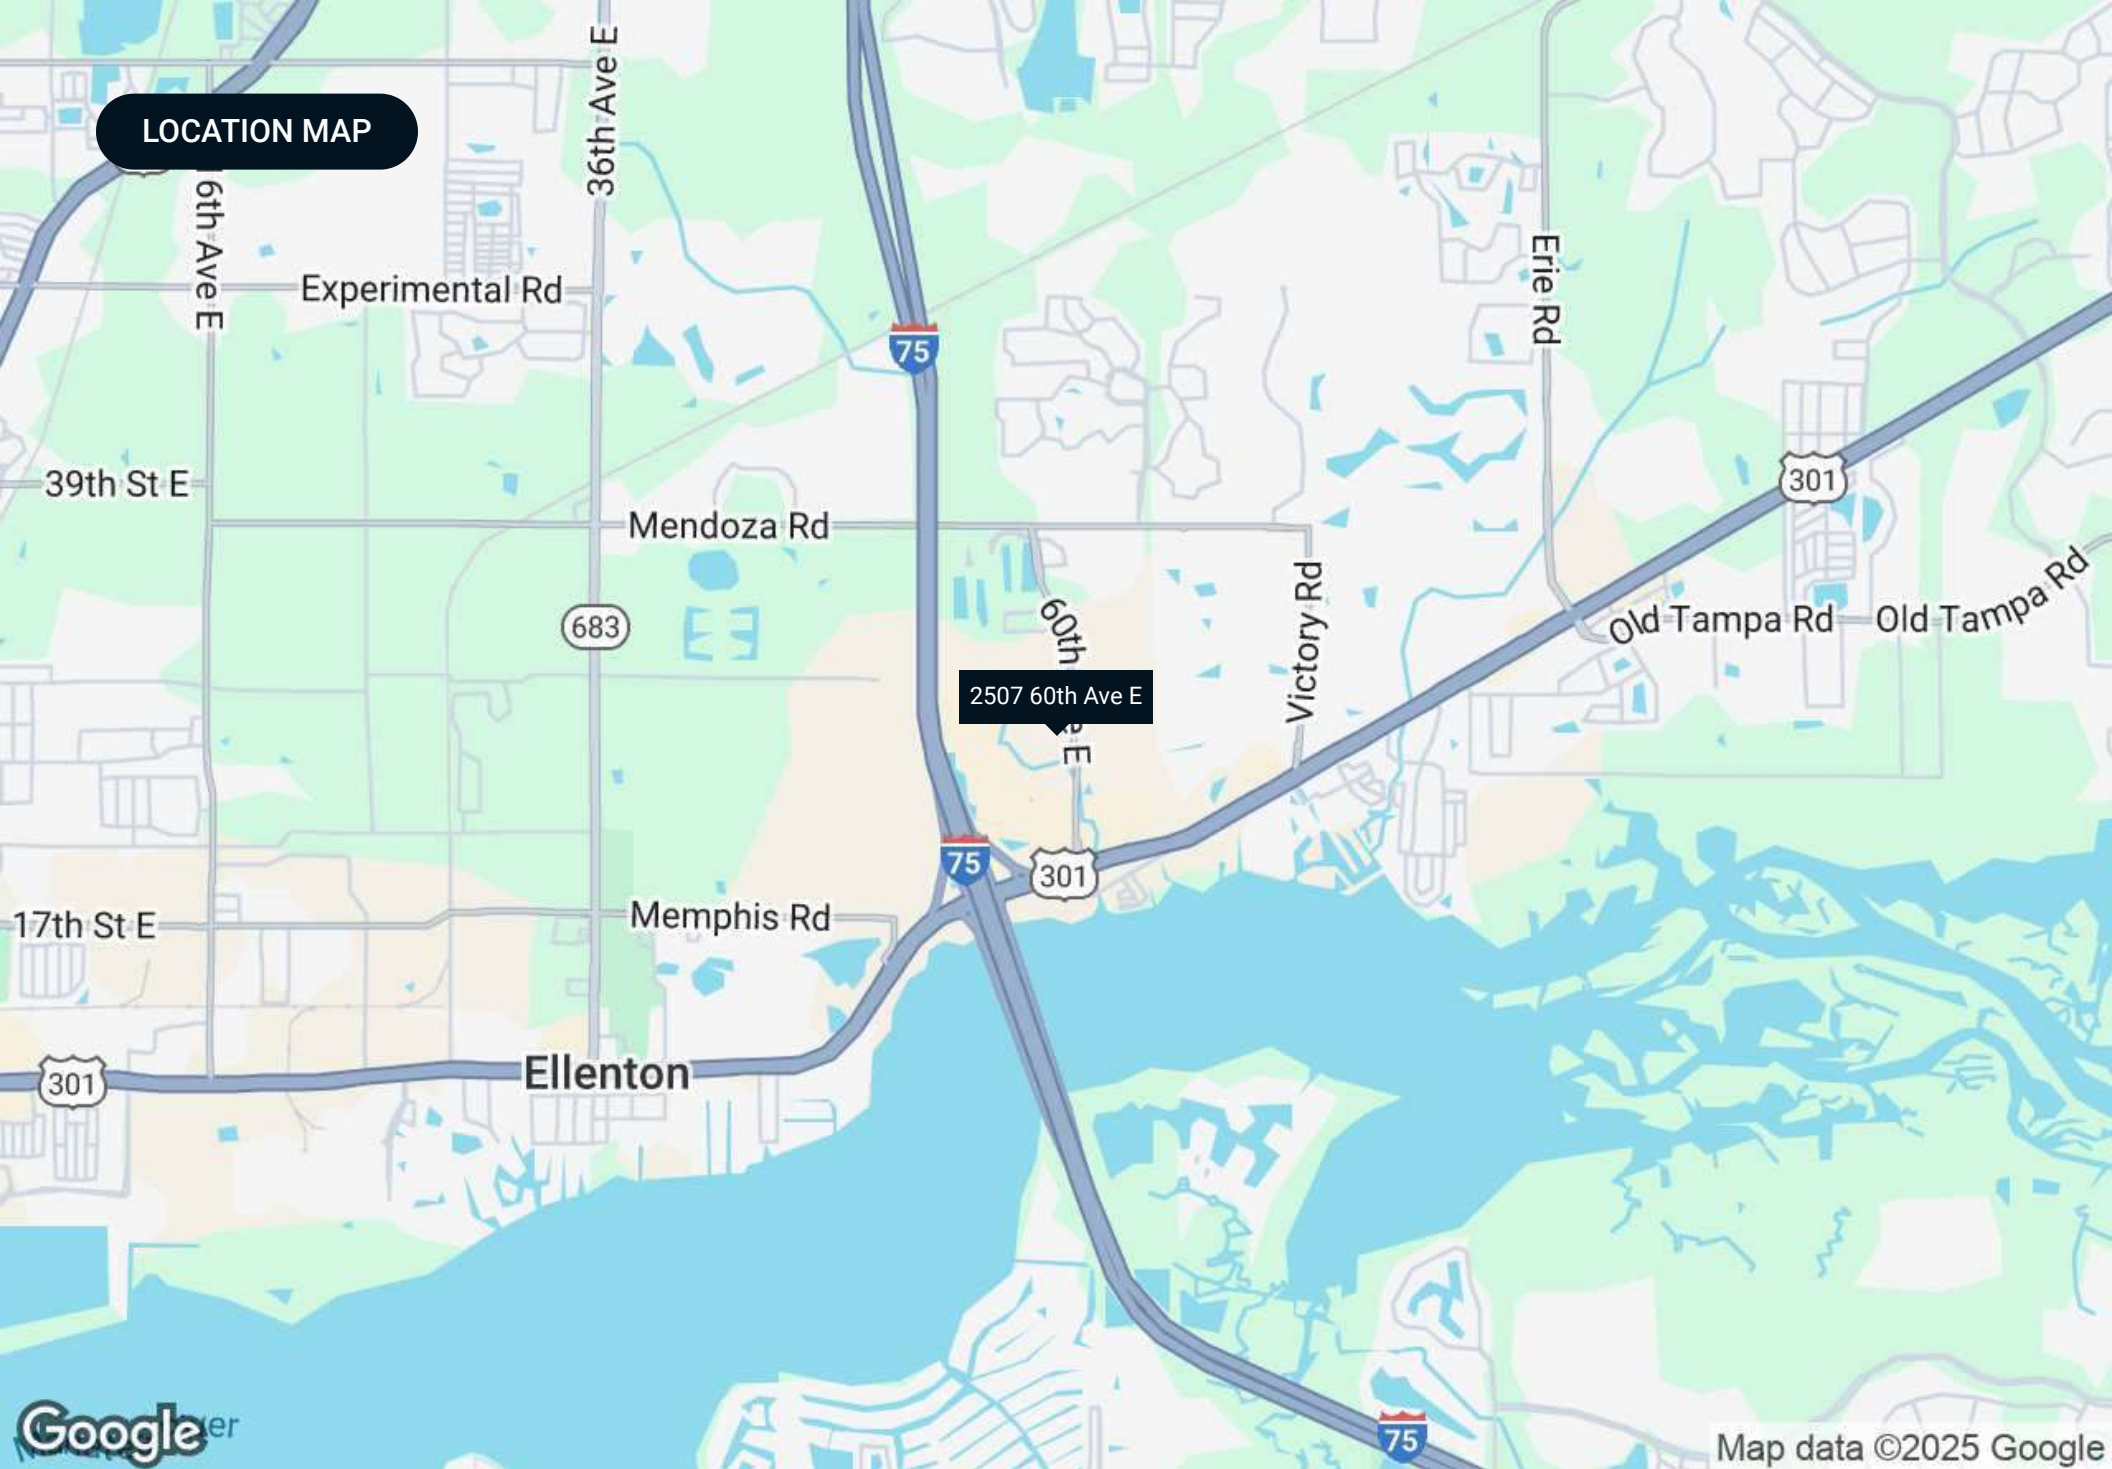 36th Ave E
LOCATION MAP
6th Ave E
Experimental Rd
Erie Rd
75
301
39th St E
Mendoza Rd
683
60th
Victory Rd
Old Tampa Rd
Old Tampa Rd
2507 60th Ave E
e E
75
301
17th St E
Memphis Rd
Ellenton
301
Google
75
Map data ©2025 Google